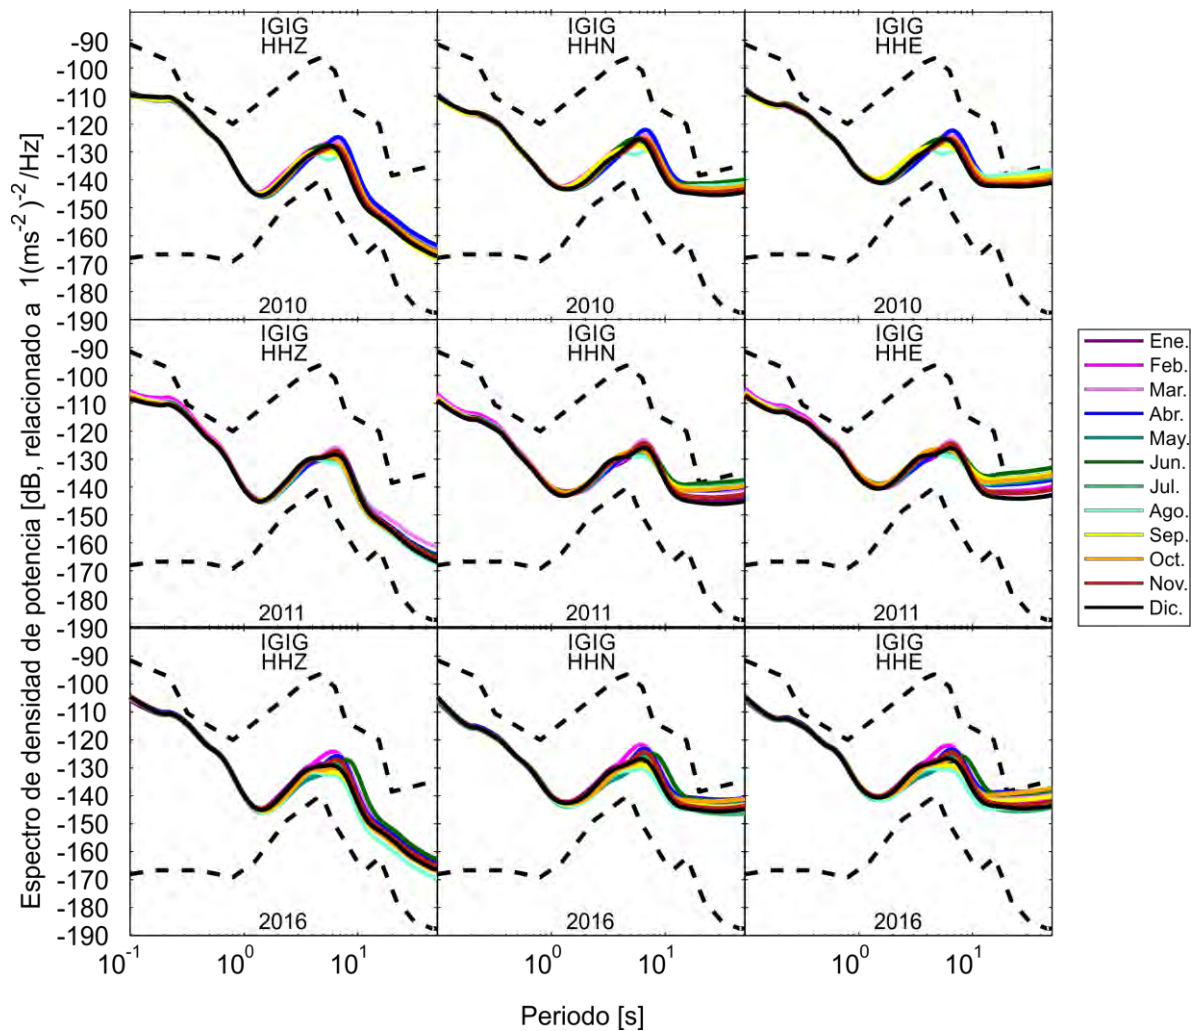 Espectro de densidad de potencia [dB, relacionado a 1(ms⁻²)⁻²/Hz]
IGIG
HHZ
IGIG
HHN
IGIG
HHE
-90
-100
-110
-120
-130
-140
-150
-160
-170
-180
-190
2010
2010
2010
IGIG
HHZ
IGIG
HHN
IGIG
HHE
-90
-100
-110
-120
-130
-140
-150
-160
-170
-180
-190
2011
2011
2011
IGIG
HHZ
IGIG
HHN
IGIG
HHE
-90
-100
-110
-120
-130
-140
-150
-160
-170
-180
-190
2016
2016
2016
10⁻¹ 10⁰ 10¹ 10⁰ 10¹ 10⁰ 10¹
Periodo [s]
Ene.
Feb.
Mar.
Abr.
May.
Jun.
Jul.
Ago.
Sep.
Oct.
Nov.
Dic.